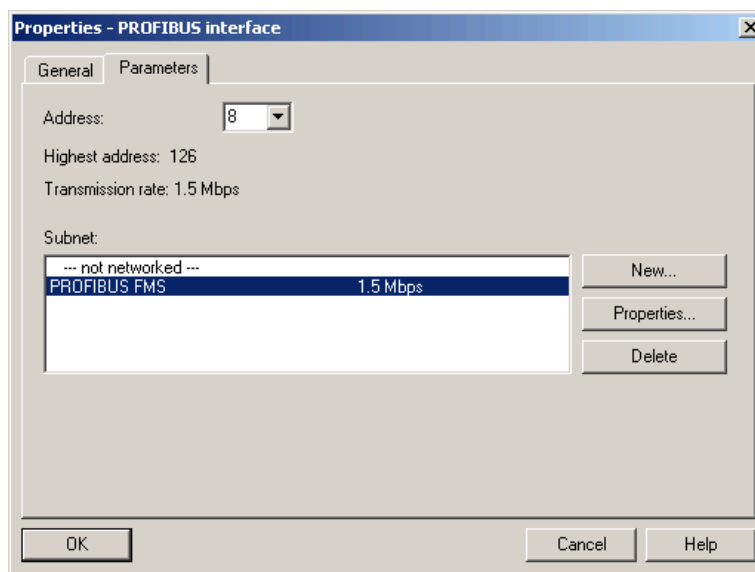 Properties - PROFIBUS interface
General Parameters
Address: 8
Highest address: 126
Transmission rate: 1.5 Mbps
Subnet:
--- not networked ---
PROFIBUS FMS 1.5 Mbps
New...
Properties...
Delete
OK Cancel Help